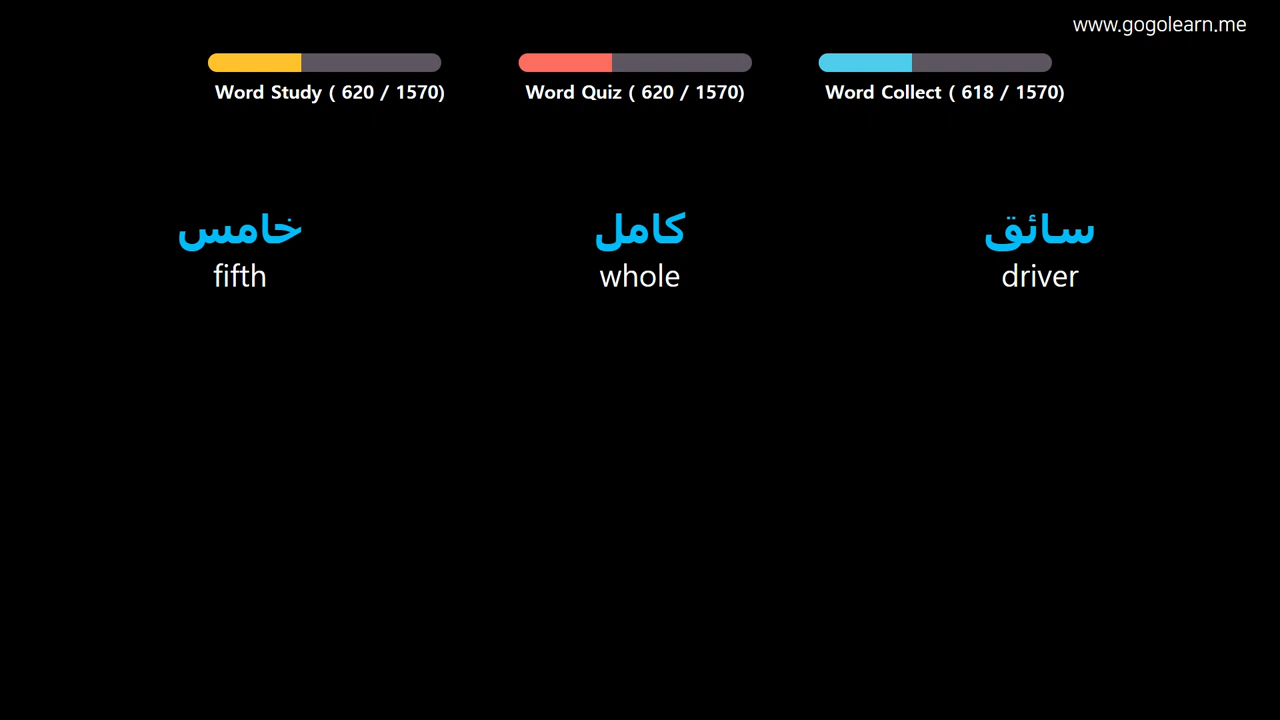 www.gogolearn.me
Word Study ( 620 / 1570)
Word Quiz ( 620 / 1570)
Word Collect ( 618 / 1570)
خامس
fifth
كامل
whole
سائق
driver